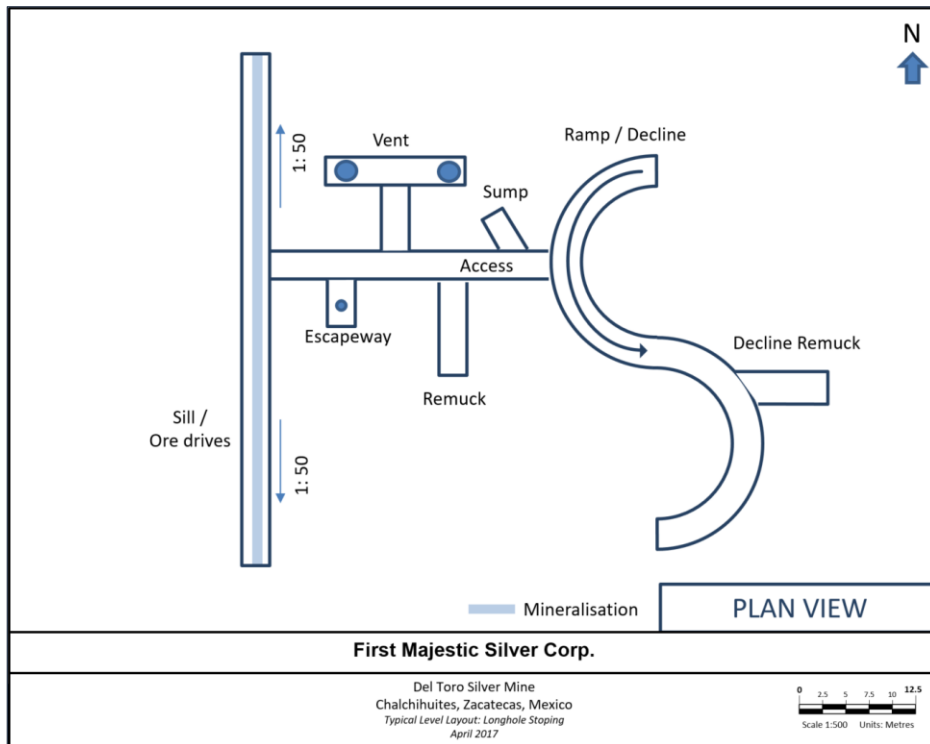 N
Vent
Ramp / Decline
1: 50
Sump
Access
Escapeway
Decline Remuck
Remuck
Sill /
Ore drives
1: 50
Mineralisation
PLAN VIEW
First Majestic Silver Corp.
Del Toro Silver Mine
Chalchihuites, Zacatecas, Mexico
Typical Level Layout: Longhole Stoping
April 2017
0 2.5 5 7.5 10 12.5
Scale 1:500 Units: Metres